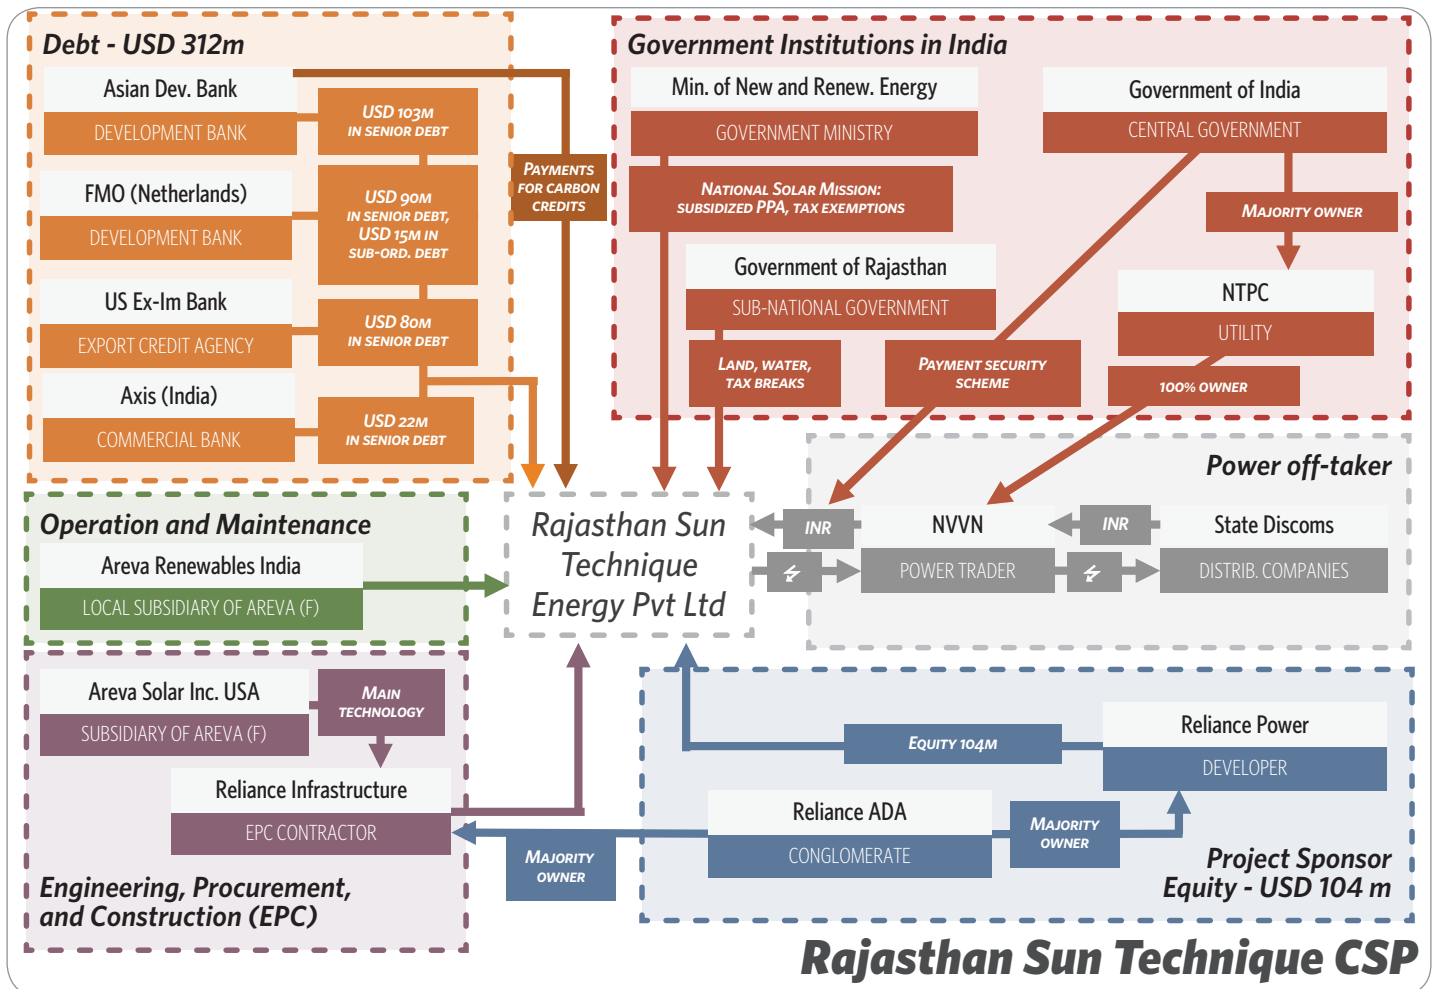 Debt - USD 312m
Asian Dev. Bank
DEVELOPMENT BANK
USD 103M
IN SENIOR DEBT
FMO (Netherlands)
DEVELOPMENT BANK
USD 90M
IN SENIOR DEBT,
USD 15M IN
SUB-ORD. DEBT
US Ex-Im Bank
EXPORT CREDIT AGENCY
USD 80M
IN SENIOR DEBT
Axis (India)
COMMERCIAL BANK
USD 22M
IN SENIOR DEBT
PAYMENTS
FOR CARBON
CREDITS
Government Institutions in India
Min. of New and Renew. Energy
GOVERNMENT MINISTRY
NATIONAL SOLAR MISSION:
SUBSIDIZED PPA, TAX EXEMPTIONS
Government of India
CENTRAL GOVERNMENT
MAJORITY OWNER
Government of Rajasthan
SUB-NATIONAL GOVERNMENT
LAND, WATER,
TAX BREAKS
PAYMENT SECURITY
SCHEME
NTPC
UTILITY
100% OWNER
Operation and Maintenance
Areva Renewables India
LOCAL SUBSIDIARY OF AREVA (F)
Rajasthan Sun
Technique
Energy Pvt Ltd
Power off-taker
INR
NVVN
POWER TRADER
INR
State Discoms
DISTRIB. COMPANIES
Areva Solar Inc. USA
SUBSIDIARY OF AREVA (F)
MAIN
TECHNOLOGY
Reliance Infrastructure
EPC CONTRACTOR
Engineering, Procurement,
and Construction (EPC)
MAJORITY
OWNER
EQUITY 104M
Reliance Power
DEVELOPER
Reliance ADA
CONGLOMERATE
MAJORITY
OWNER
Project Sponsor
Equity - USD 104 m
Rajasthan Sun Technique CSP